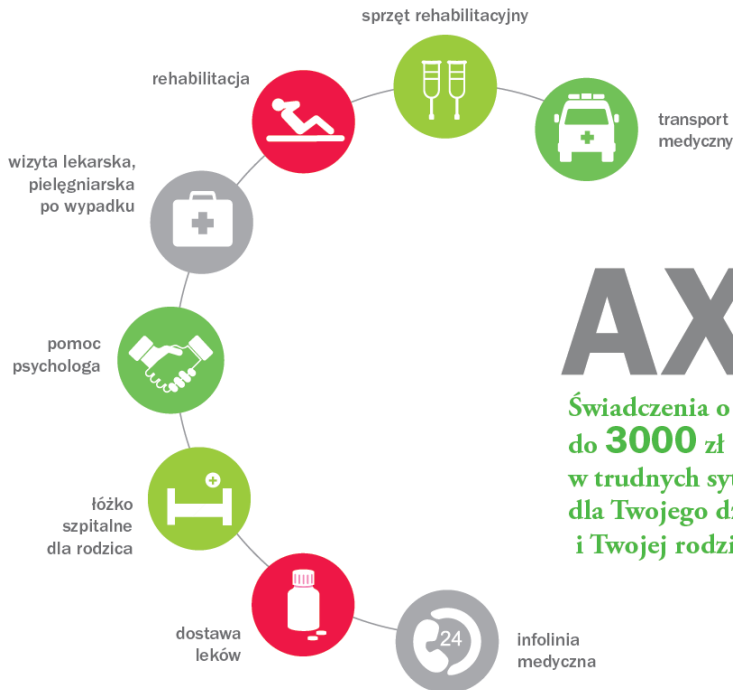 sprzęt rehabilitacyjny
rehabilitacja
transport
medyczny
wizyta lekarska,
pielęgniarska
po wypadku
pomoc
psychologa
AX
Świadczenia o
do 3000 zł
w trudnych syt
dla Twojego dz
i Twojej rodzi
łóżko
szpitalne
dla rodzica
dostawa
leków
24
infolinia
medyczna